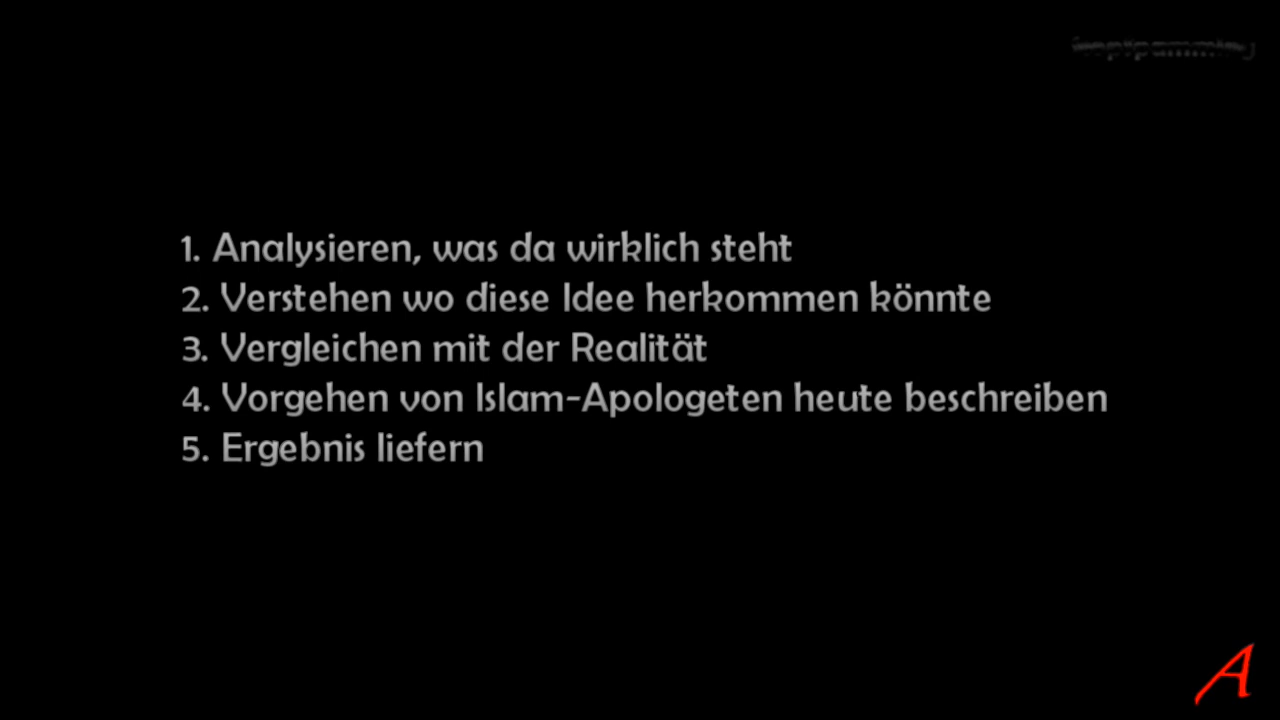 1. Analysieren, was da wirklich steht
2. Verstehen wo diese Idee herkommen könnte
3. Vergleichen mit der Realität
4. Vorgehen von Islam-Apologeten heute beschreiben
5. Ergebnis liefern
A